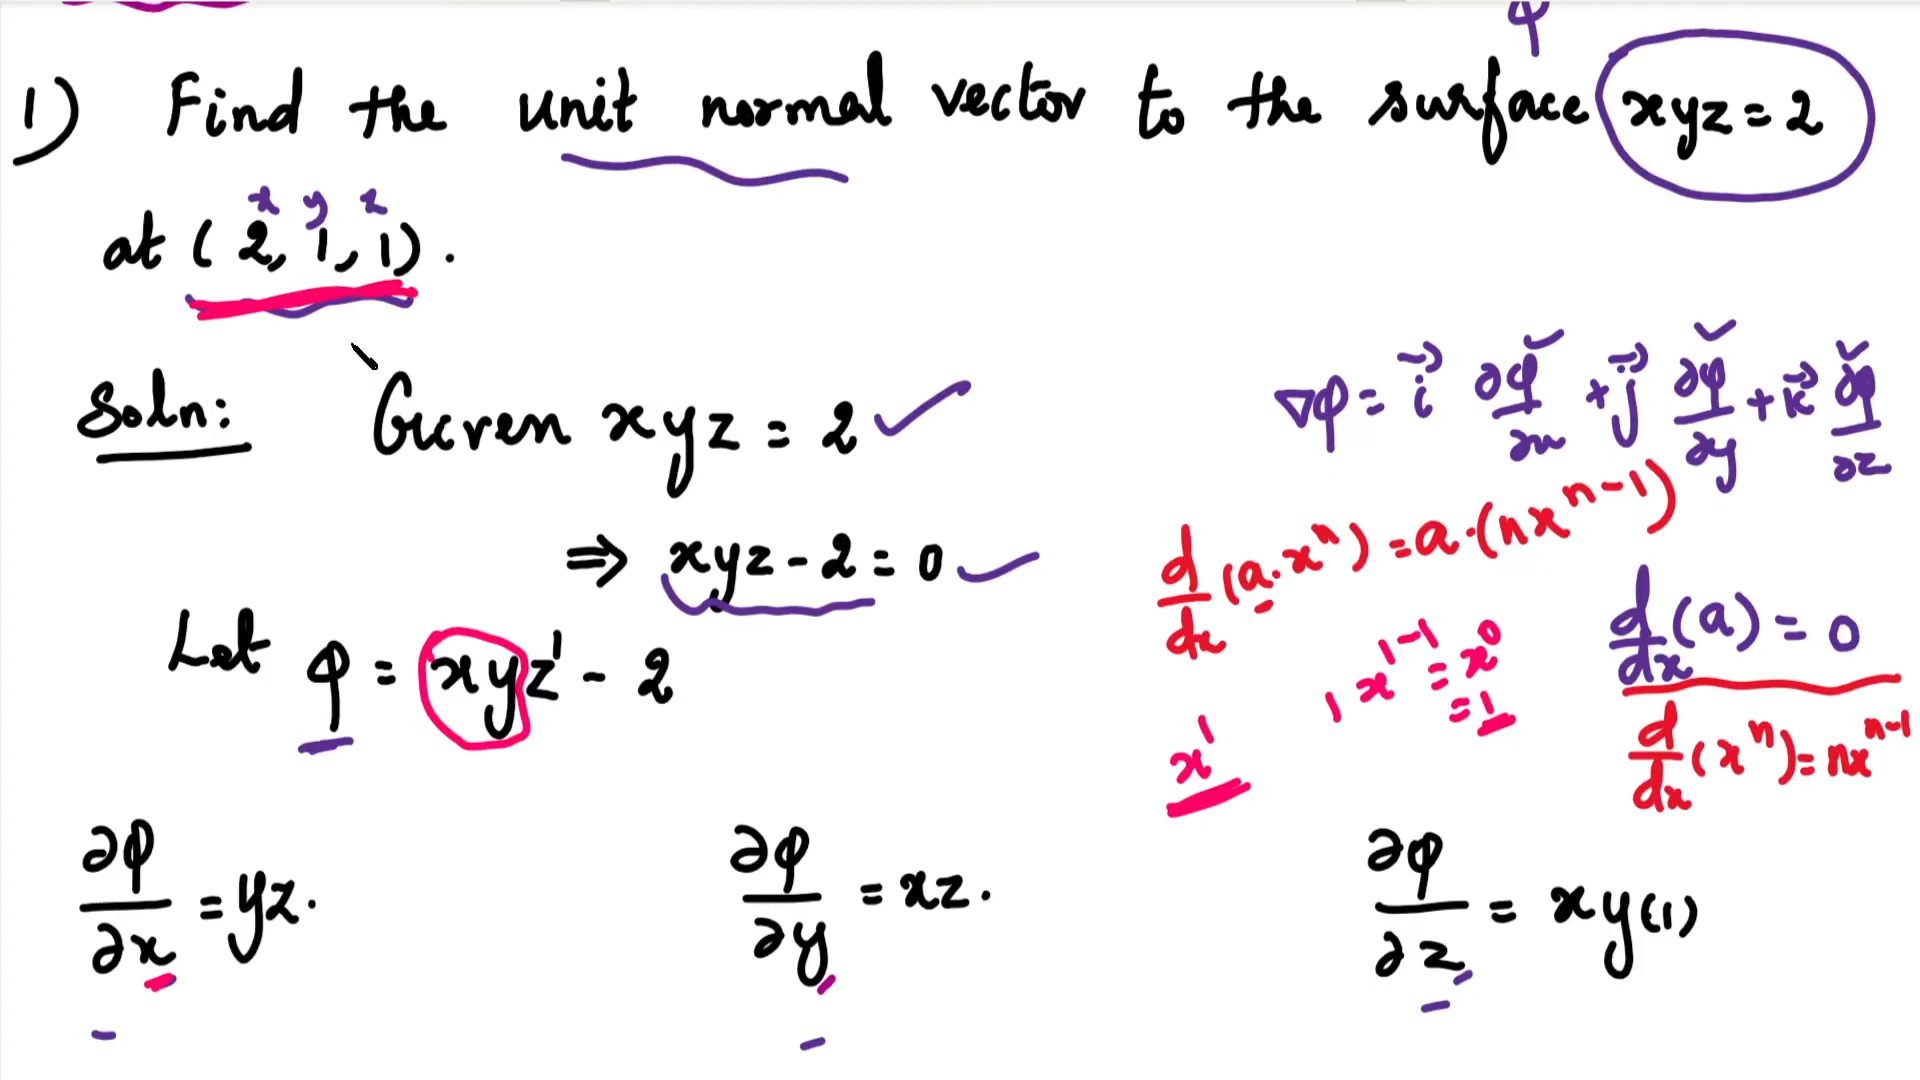 φ
1) Find the unit normal vector to the surface xyz = 2
x y z
at (2, 1, 1).
Soln: Given xyz = 2 ✓
∇φ = i⃗ ∂φ/∂x + j⃗ ∂φ/∂y + k⃗ ∂φ/∂z
⇒ xyz - 2 = 0 ✓
d/dx (a·xⁿ) = a·(nxⁿ⁻¹)
Let φ = xyz¹ - 2
d/dx (a) = 0
1 x¹⁻¹ = x⁰
= 1
x¹
d/dx (xⁿ) = nxⁿ⁻¹
∂φ/∂x = yz. ∂φ/∂y = xz. ∂φ/∂z = xy(1)